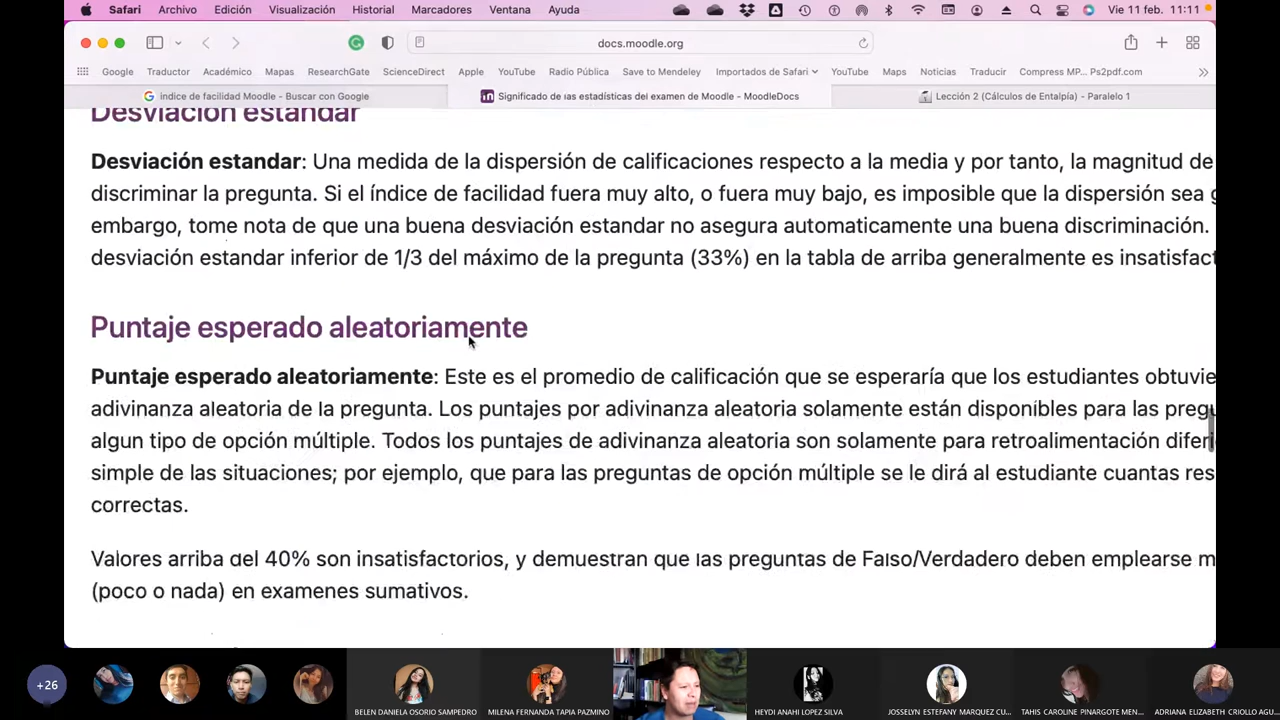 Safari Archivo Edición Visualización Historial Marcadores Ventana Ayuda Vie 11 feb. 11:11
docs.moodle.org
Google Traductor Académico Mapas ResearchGate ScienceDirect Apple YouTube Radio Pública Save to Mendeley Importados de Safari YouTube Maps Noticias Traducir Compress MP... Ps2pdf.com
indice de facilidad Moodle - Buscar con Google Significado de las estadísticas del examen de Moodle - MoodleDocs Lección 2 (Cálculos de Entalpía) - Paralelo 1
Desviación estandar
Desviación estandar: Una medida de la dispersión de calificaciones respecto a la media y por tanto, la magnitud de
discriminar la pregunta. Si el índice de facilidad fuera muy alto, o fuera muy bajo, es imposible que la dispersión sea
embargo, tome nota de que una buena desviación estandar no asegura automaticamente una buena discriminación.
desviación estandar inferior de 1/3 del máximo de la pregunta (33%) en la tabla de arriba generalmente es insatisfact
Puntaje esperado aleatoriamente
Puntaje esperado aleatoriamente: Este es el promedio de calificación que se esperaría que los estudiantes obtuvie
adivinanza aleatoria de la pregunta. Los puntajes por adivinanza aleatoria solamente están disponibles para las preg
algun tipo de opción múltiple. Todos los puntajes de adivinanza aleatoria son solamente para retroalimentación diferi
simple de las situaciones; por ejemplo, que para las preguntas de opción múltiple se le dirá al estudiante cuantas res
correctas.
Valores arriba del 40% son insatisfactorios, y demuestran que las preguntas de Falso/Verdadero deben emplearse m
(poco o nada) en examenes sumativos.
+26
BELEN DANIELA OSORIO SAMPEDRO MILENA FERNANDA TAPIA PAZMINO HEYDI ANAHI LOPEZ SILVA JOSSELYN ESTEFANY MARQUEZ CU... TAHIS CAROLINE PINARGOTE MEN... ADRIANA ELIZABETH CRIOLLO AGU...